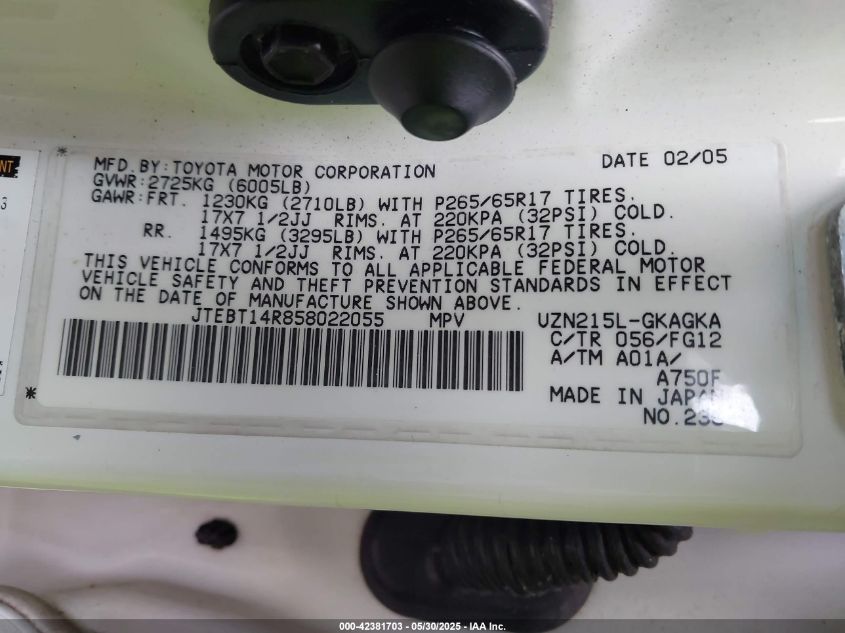 NT
3
MFD.BY:TOYOTA MOTOR CORPORATION DATE 02/05
GVWR:2725KG (6005LB)
GAWR:FRT. 1230KG (2710LB) WITH P265/65R17 TIRES.
17X7 1/2JJ RIMS. AT 220KPA (32PSI) COLD.
RR. 1495KG (3295LB) WITH P265/65R17 TIRES.
17X7 1/2JJ RIMS. AT 220KPA (32PSI) COLD.
THIS VEHICLE CONFORMS TO ALL APPLICABLE FEDERAL MOTOR
VEHICLE SAFETY AND THEFT PREVENTION STANDARDS IN EFFECT
ON THE DATE OF MANUFACTURE SHOWN ABOVE.
JTEBT14R858022055 MPV UZN215L-GKAGKA
C/TR 056/FG12
A/TM A01A/
A750F
MADE IN JAPAN
000-42381703 | 05/30/2025 - IAA Inc.